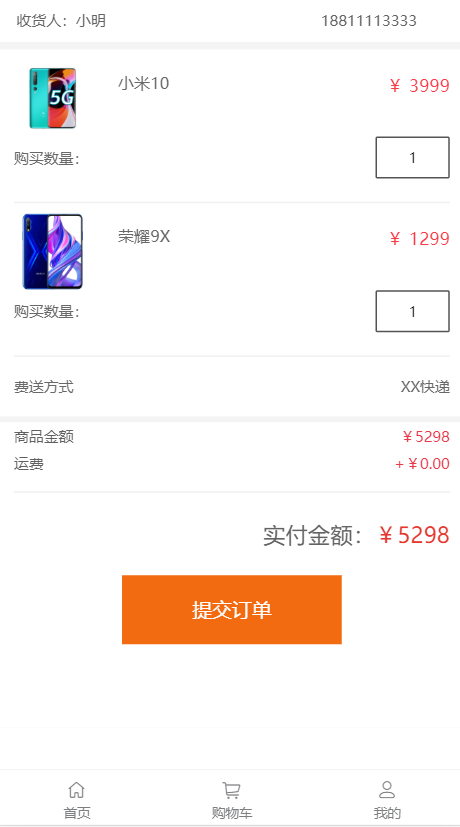 收货人：小明 18811113333
5G
小米10 ￥ 3999
购买数量： 1
荣耀9X ￥ 1299
购买数量： 1
费送方式 XX快递
商品金额 ￥5298
运费 +￥0.00
实付金额：￥5298
提交订单
首页 购物车 我的